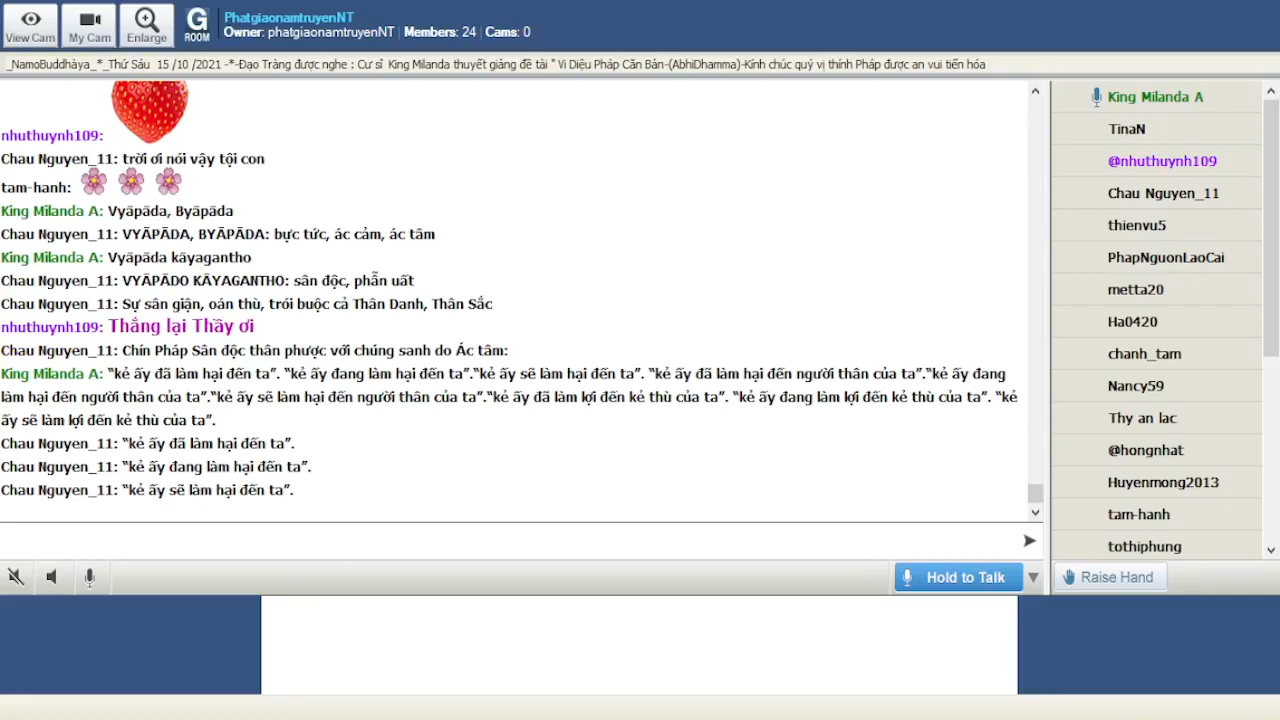 View Cam
My Cam
Enlarge
G
ROOM
PhatgiaonamtruyenNT
Owner: phatgiaonamtruyenNT | Members: 24 | Cams: 0
_NamoBuddhàya_*_Thứ Sáu 15 /10 /2021 -*-Đạo Tràng được nghe : Cư sĩ King Milanda thuyết giảng đề tài " Vi Diệu Pháp Căn Bản-(AbhiDhamma)-Kính chúc quý vị thính Pháp được an vui tiến hóa
nhuthuynh109:
Chau Nguyen_11: trời ơi nói vậy tội con
tam-hanh:
King Milanda A: Vyāpāda, Byāpāda
Chau Nguyen_11: VYĀPĀDA, BYĀPĀDA: bực tức, ác cảm, ác tâm
King Milanda A: Vyāpāda kāyagantho
Chau Nguyen_11: VYĀPĀDO KĀYAGANTHO: sân độc, phẫn uất
Chau Nguyen_11: Sự sân giận, oán thù, trói buộc cả Thân Danh, Thân Sắc
nhuthuynh109: Thắng lại Thầy ơi
Chau Nguyen_11: Chín Pháp Sân độc thân phược với chúng sanh do Ác tâm:
King Milanda A: “kẻ ấy đã làm hại đến ta”. “kẻ ấy đang làm hại đến ta”.“kẻ ấy sẽ làm hại đến ta”. “kẻ ấy đã làm hại đến người thân của ta”.“kẻ ấy đang
làm hại đến người thân của ta”.“kẻ ấy sẽ làm hại đến người thân của ta”.“kẻ ấy đã làm lợi đến kẻ thù của ta”. “kẻ ấy đang làm lợi đến kẻ thù của ta”. “kẻ
ấy sẽ làm lợi đến kẻ thù của ta”.
Chau Nguyen_11: “kẻ ấy đã làm hại đến ta”.
Chau Nguyen_11: “kẻ ấy đang làm hại đến ta”.
Chau Nguyen_11: “kẻ ấy sẽ làm hại đến ta”.
King Milanda A
TinaN
@nhuthuynh109
Chau Nguyen_11
thienvu5
PhapNguonLaoCai
metta20
Ha0420
chanh_tam
Nancy59
Thy an lac
@hongnhat
Huyenmong2013
tam-hanh
tothiphung
Hold to Talk
Raise Hand